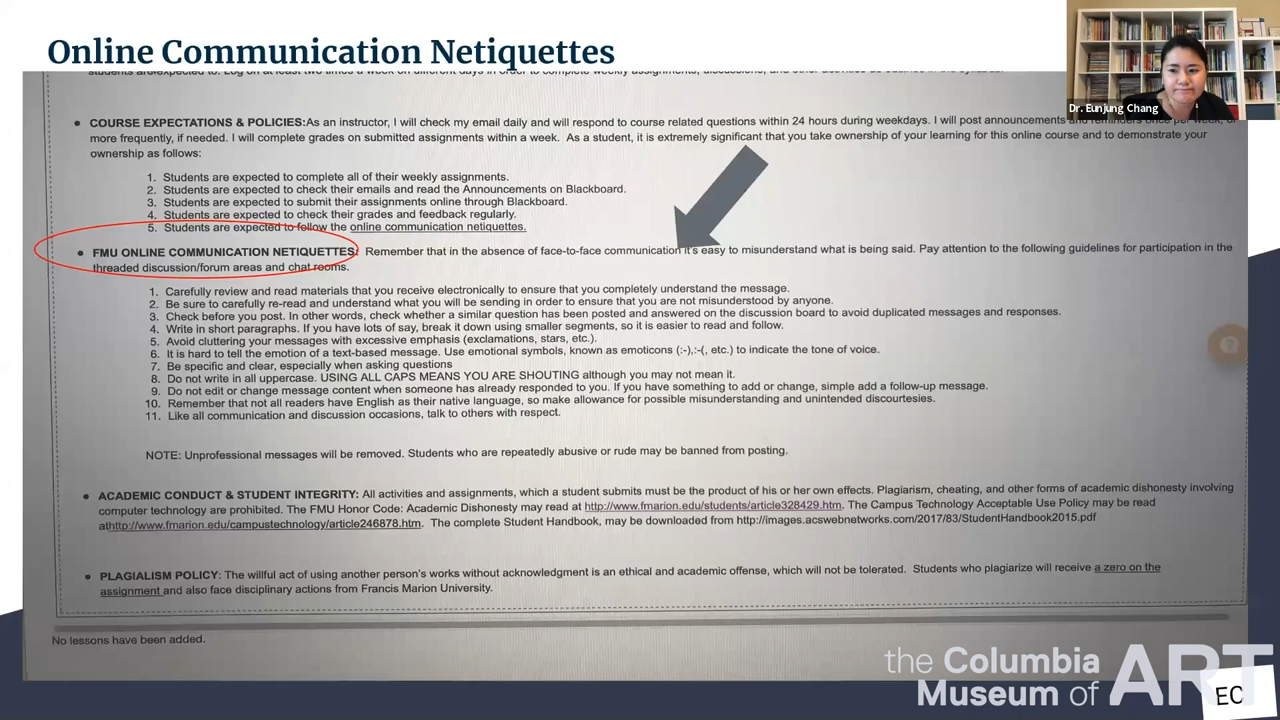 Online Communication Netiquettes
Dr. Eunjung Chang
COURSE EXPECTATIONS & POLICIES:As an instructor, I will check my email daily and will respond to course related questions within 24 hours during weekdays. I will post announcements and reminders once per week, or
more frequently, if needed. I will complete grades on submitted assignments within a week. As a student, it is extremely significant that you take ownership of your learning for this online course and to demonstrate your
ownership as follows:
1. Students are expected to complete all of their weekly assignments.
2. Students are expected to check their emails and read the Announcements on Blackboard.
3. Students are expected to submit their assignments online through Blackboard.
4. Students are expected to check their grades and feedback regularly.
5. Students are expected to follow the online communication netiquettes.
FMU ONLINE COMMUNICATION NETIQUETTES: Remember that in the absence of face-to-face communication it's easy to misunderstand what is being said. Pay attention to the following guidelines for participation in the
threaded discussion/forum areas and chat rooms.
1. Carefully review and read materials that you receive electronically to ensure that you completely understand the message.
2. Be sure to carefully re-read and understand what you will be sending in order to ensure that you are not misunderstood by anyone.
3. Check before you post. In other words, check whether a similar question has been posted and answered on the discussion board to avoid duplicated messages and responses.
4. Write in short paragraphs. If you have lots of say, break it down using smaller segments, so it is easier to read and follow.
5. Avoid cluttering your messages with excessive emphasis (exclamations, stars, etc.).
6. It is hard to tell the emotion of a text-based message. Use emotional symbols, known as emoticons (:-),:-(, etc.) to indicate the tone of voice.
7. Be specific and clear, especially when asking questions
8. Do not write in all uppercase. USING ALL CAPS MEANS YOU ARE SHOUTING although you may not mean it.
9. Do not edit or change message content when someone has already responded to you. If you have something to add or change, simple add a follow-up message.
10. Remember that not all readers have English as their native language, so make allowance for possible misunderstanding and unintended discourtesies.
11. Like all communication and discussion occasions, talk to others with respect.
NOTE: Unprofessional messages will be removed. Students who are repeatedly abusive or rude may be banned from posting.
ACADEMIC CONDUCT & STUDENT INTEGRITY: All activities and assignments, which a student submits must be the product of his or her own effects. Plagiarism, cheating, and other forms of academic dishonesty involving
computer technology are prohibited. The FMU Honor Code: Academic Dishonesty may read at http://www.fmarion.edu/students/article328429.htm. The Campus Technology Acceptable Use Policy may be read
athttp://www.fmarion.edu/campustechnology/article246878.htm. The complete Student Handbook, may be downloaded from http://images.acswebnetworks.com/2017/83/StudentHandbook2015.pdf
PLAGIALISM POLICY: The willful act of using another person's works without acknowledgment is an ethical and academic offense, which will not be tolerated. Students who plagiarize will receive a zero on the
assignment and also face disciplinary actions from Francis Marion University.
No lessons have been added.
the Columbia
Museum of ART
EC